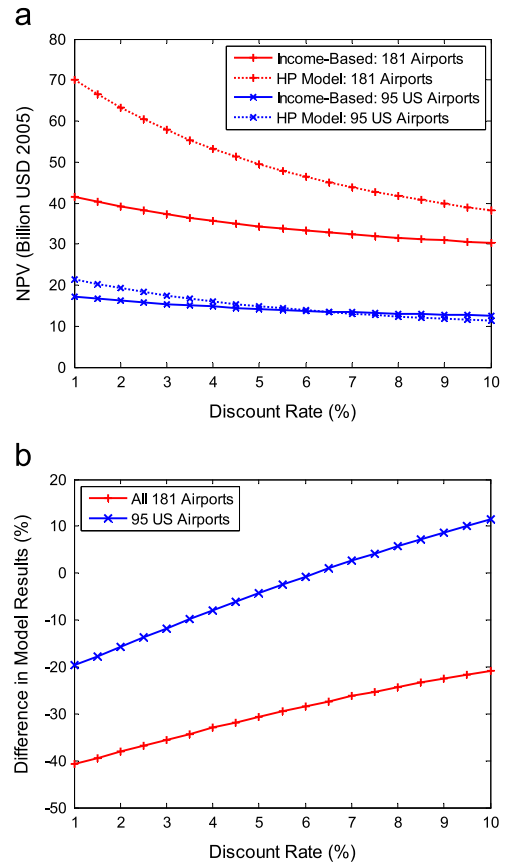 a
80
70
60
50
40
30
20
10
0
NPV (Billion USD 2005)
Income-Based: 181 Airports
HP Model: 181 Airports
Income-Based: 95 US Airports
HP Model: 95 US Airports
1 2 3 4 5 6 7 8 9 10
Discount Rate (%)
b
20
10
0
-10
-20
-30
-40
-50
Difference in Model Results (%)
All 181 Airports
95 US Airports
1 2 3 4 5 6 7 8 9 10
Discount Rate (%)